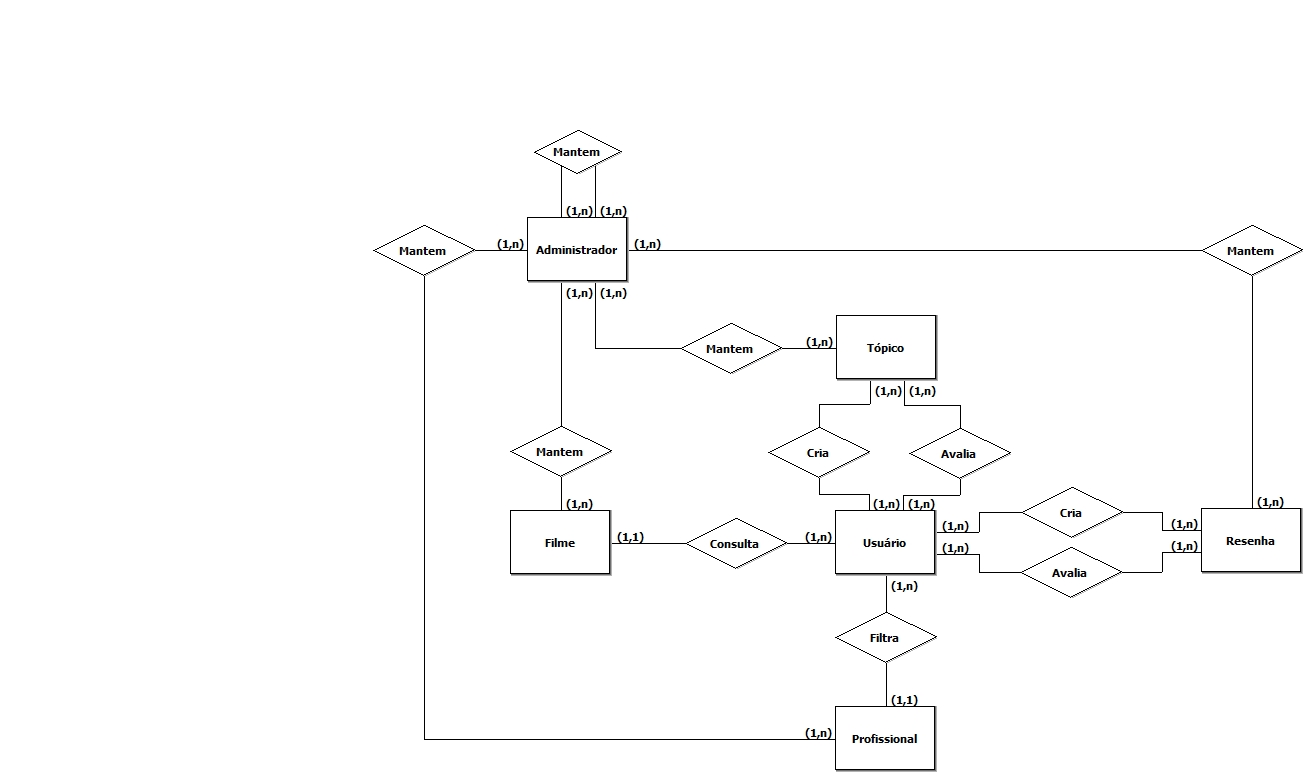 Mantem
(1,n) (1,n)
Mantem
(1,n)
Administrador
(1,n)
Mantem
(1,n) (1,n)
Mantem
(1,n)
Tópico
(1,n) (1,n)
Mantem
Cria
Avalia
(1,n)
(1,n) (1,n)
(1,n)
Cria
(1,n)
(1,n)
Filme
(1,1)
Consulta
(1,n)
Usuário
(1,n)
Avalia
(1,n)
Resenha
(1,n)
Filtra
(1,1)
(1,n)
Profissional